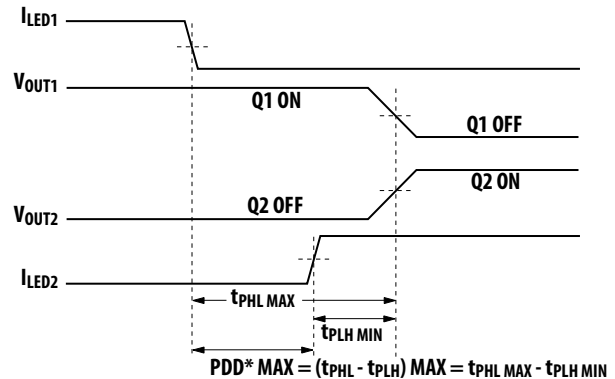 ILED1
VOUT1
Q1 ON
Q1 OFF
Q2 ON
Q2 OFF
VOUT2
ILED2
tPHL MAX
tPLH MIN
PDD* MAX = (tPHL - tPLH) MAX = tPHL MAX - tPLH MIN